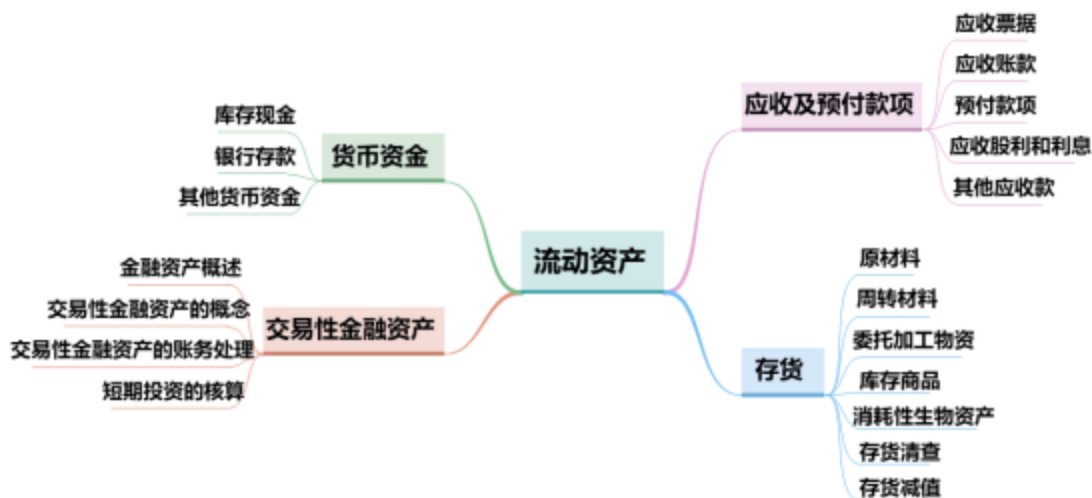 流动资产
货币资金
库存现金
银行存款
其他货币资金
交易性金融资产
金融资产概述
交易性金融资产的概念
交易性金融资产的账务处理
短期投资的核算
应收及预付款项
应收票据
应收账款
预付款项
应收股利和利息
其他应收款
存货
原材料
周转材料
委托加工物资
库存商品
消耗性生物资产
存货清查
存货减值